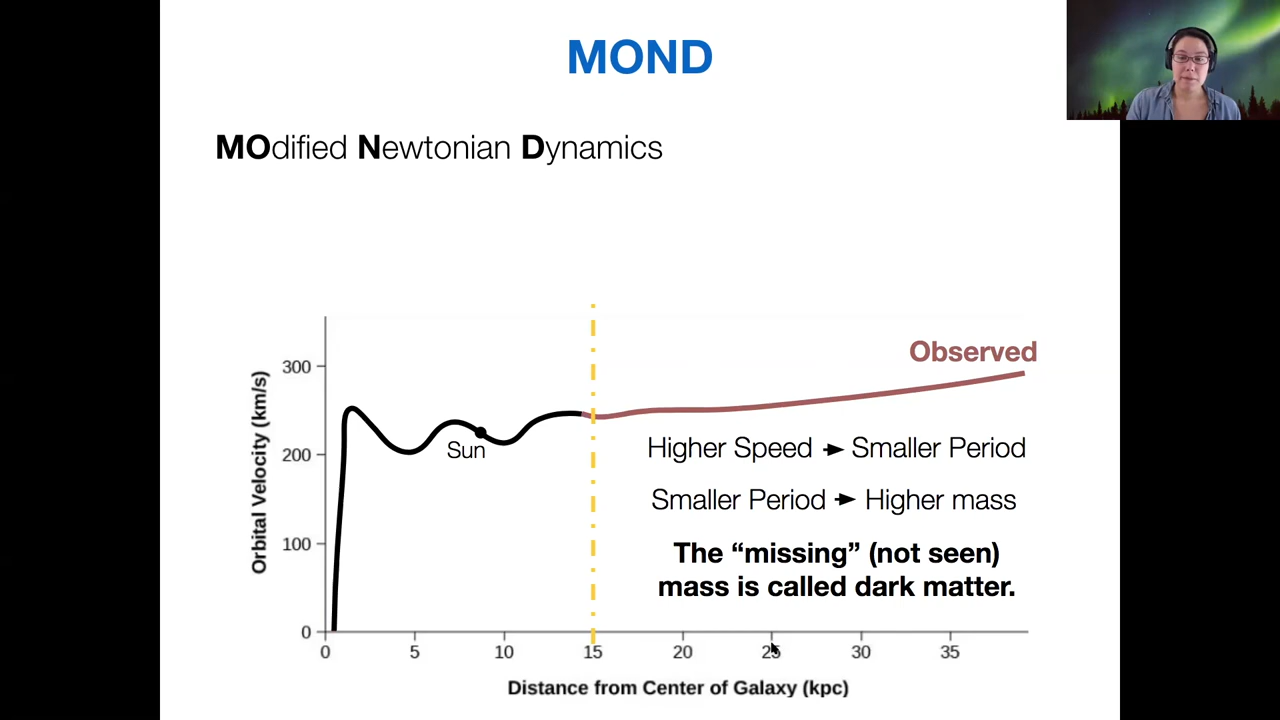 MOND
MOdified Newtonian Dynamics
Observed
300
200
100
0
Orbital Velocity (km/s)
Sun
Higher Speed → Smaller Period
Smaller Period → Higher mass
The “missing” (not seen)
mass is called dark matter.
0 5 10 15 20 25 30 35
Distance from Center of Galaxy (kpc)